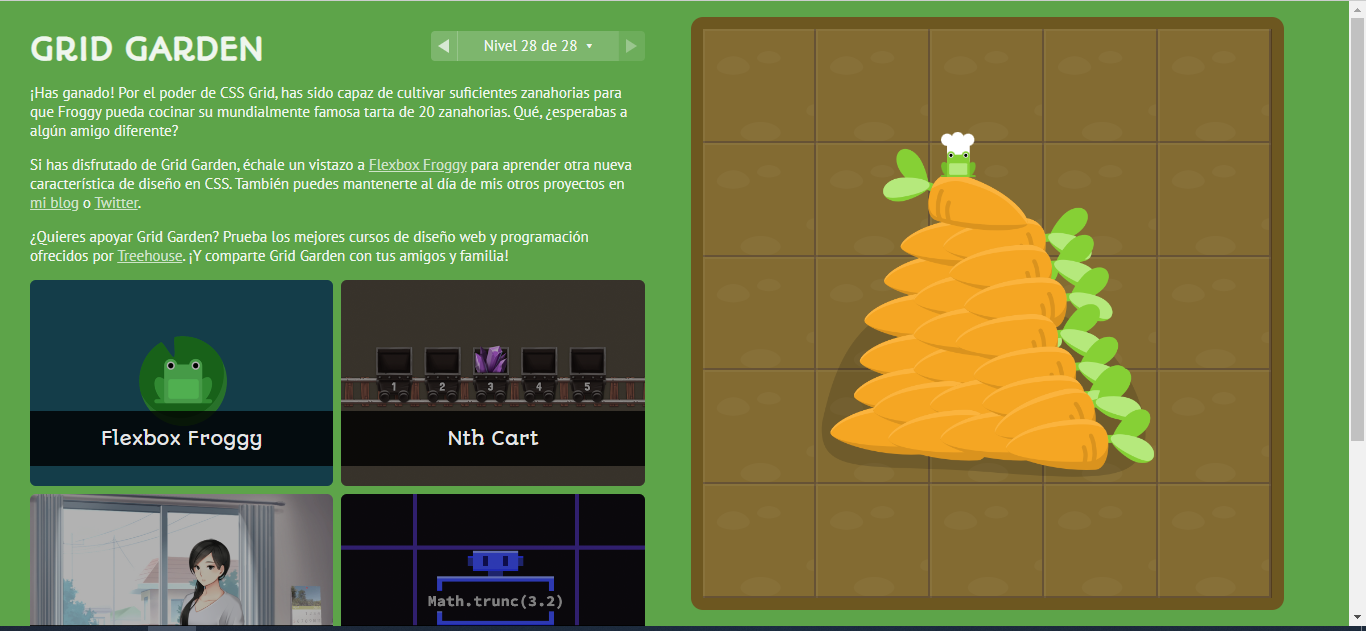 GRID GARDEN
Nivel 28 de 28
¡Has ganado! Por el poder de CSS Grid, has sido capaz de cultivar suficientes zanahorias para
que Froggy pueda cocinar su mundialmente famosa tarta de 20 zanahorias. Qué, ¿esperabas a
algún amigo diferente?
Si has disfrutado de Grid Garden, échale un vistazo a Flexbox Froggy para aprender otra nueva
característica de diseño en CSS. También puedes mantenerte al día de mis otros proyectos en
mi blog o Twitter.
¿Quieres apoyar Grid Garden? Prueba los mejores cursos de diseño web y programación
ofrecidos por Treehouse. ¡Y comparte Grid Garden con tus amigos y familia!
Flexbox Froggy
1 2 3 4 5
Nth Cart
Math.trunc(3.2)